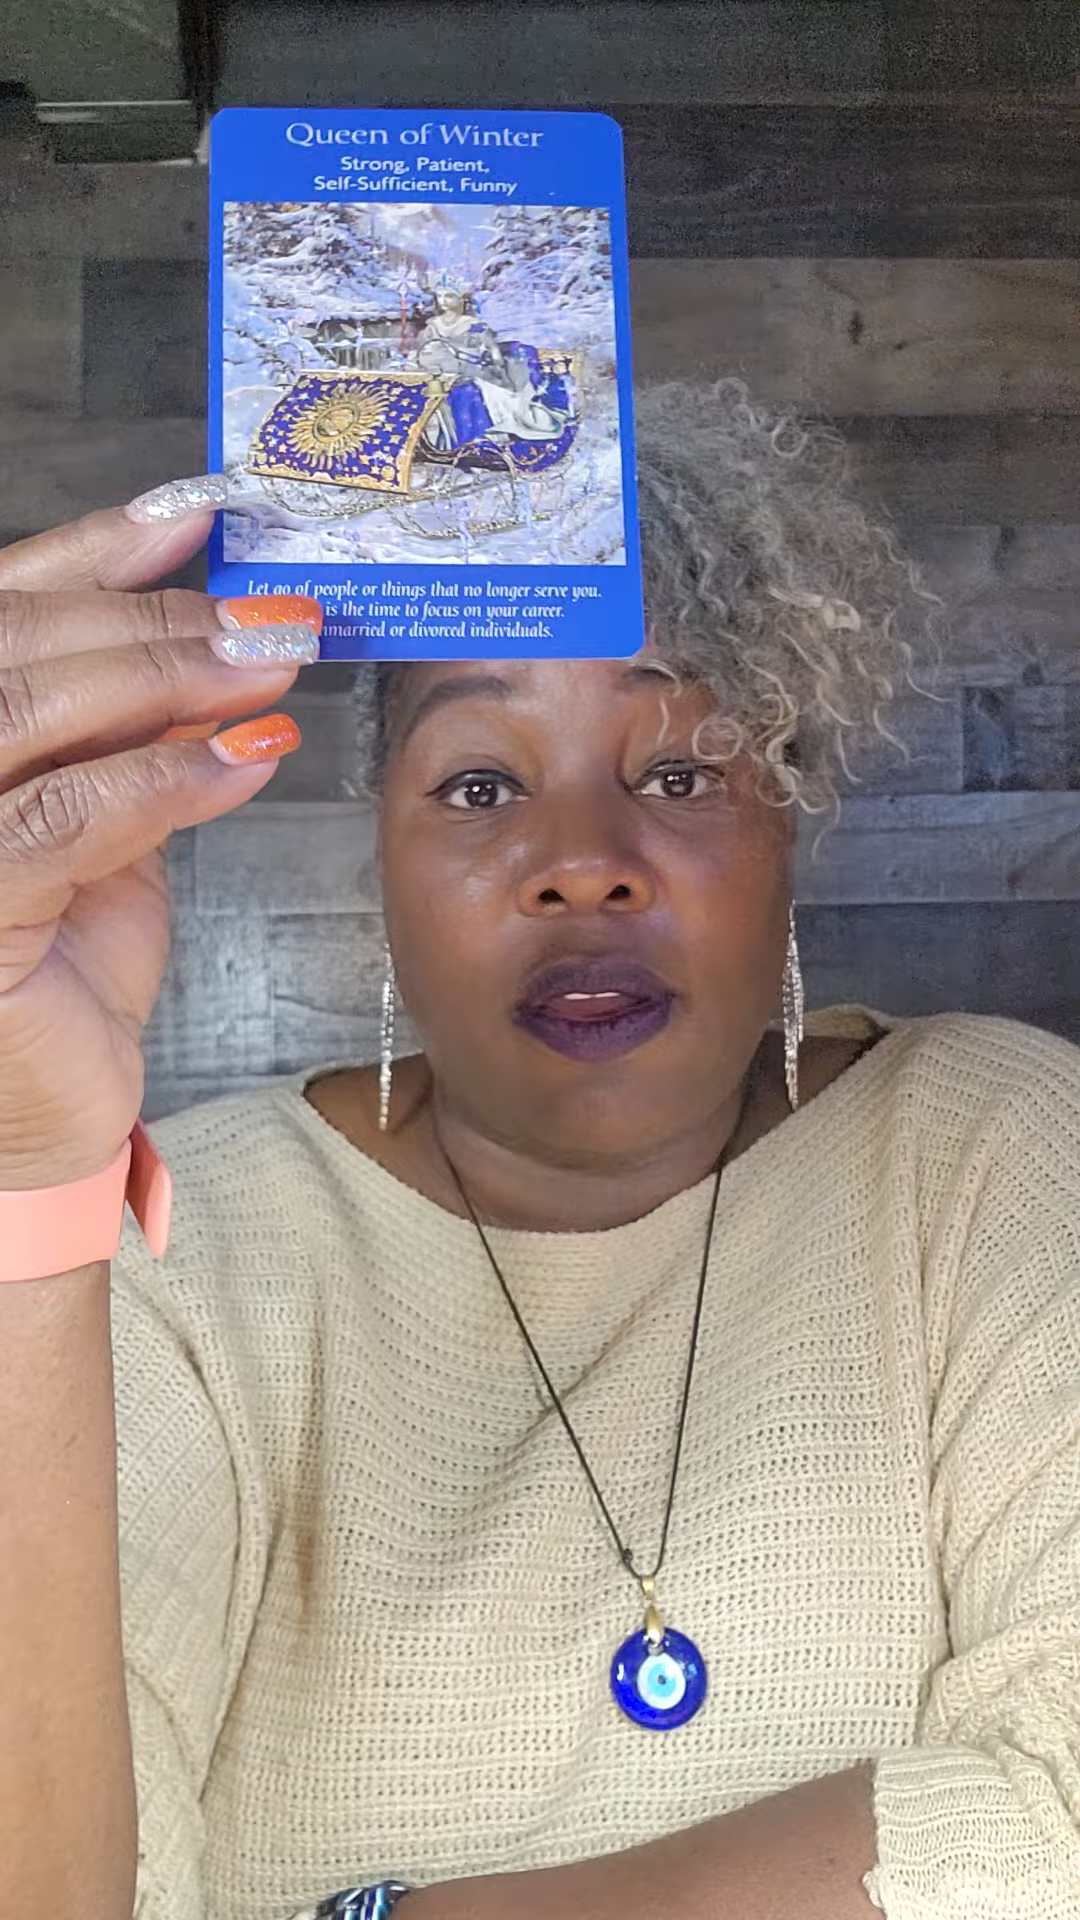 Queen of Winter
Strong, Patient,
Self-Sufficient, Funny
Let go of people or things that no longer serve you.
is the time to focus on your career.
or divorced individuals.